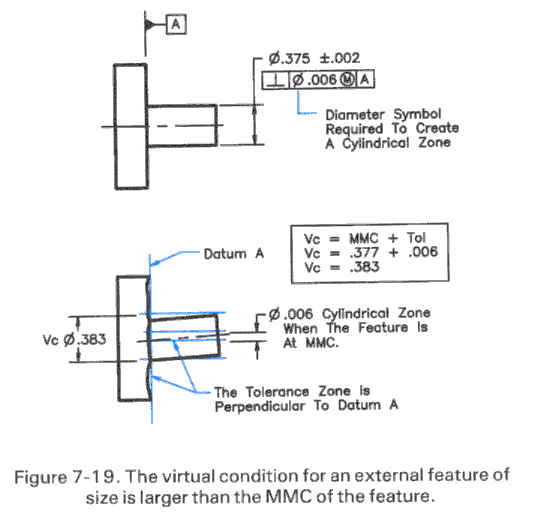 A
Ø.375 ±.002
⊥ Ø.006 Ⓜ A
Diameter Symbol
Required To Create
A Cylindrical Zone
Datum A
Vc = MMC + Tol
Vc = .377 + .006
Vc = .383
Vc Ø.383
Ø.006 Cylindrical Zone
When The Feature Is
At MMC.
The Tolerance Zone Is
Perpendicular To Datum A
Figure 7-19. The virtual condition for an external feature of
size is larger than the MMC of the feature.